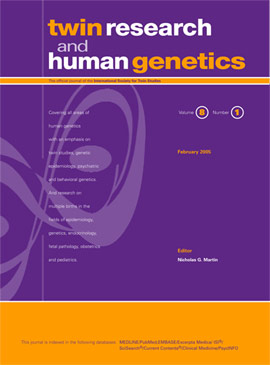 twin research
and
human genetics
The official journal of the International Society for Twin Studies
Covering all areas of
human genetics
with an emphasis on
twin studies, genetic
epidemiology, psychiatric
and behavioral genetics.
And research on
multiple births in the
fields of epidemiology,
genetics, endocrinology,
fetal pathology, obstetrics
and pediatrics.
Volume 8 Number 1
February 2005
Editor
Nicholas G. Martin
This journal is indexed in the following databases: MEDLINE/PubMed/EMBASE/Excerpta Medica/ISI®/
SciSearch®/Current Contents®/Clinical Medicine/PsycINFO